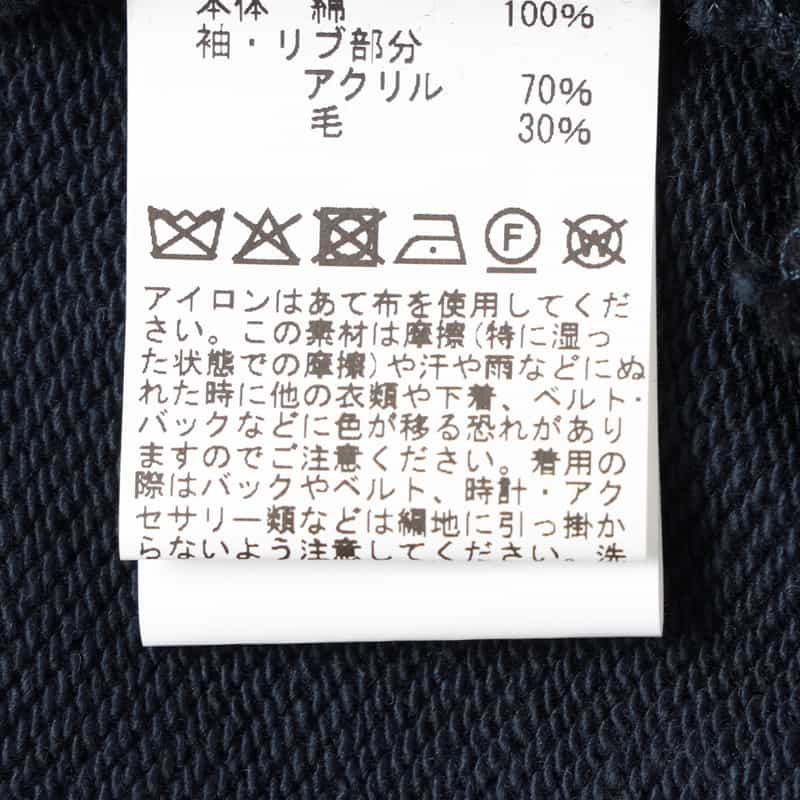 本体 綿 100%
袖・リブ部分
アクリル 70%
毛 30%
F W
アイロンはあて布を使用してくだ
さい。この素材は摩擦(特に湿っ
た状態での摩擦)や汗や雨などにぬ
れた時に他の衣類や下着、ベルト・
バックなどに色が移る恐れがあり
ますのでご注意ください。着用の
際はバックやベルト、時計・アク
セサリー類などは編地に引っ掛か
らないよう注意してください。洗